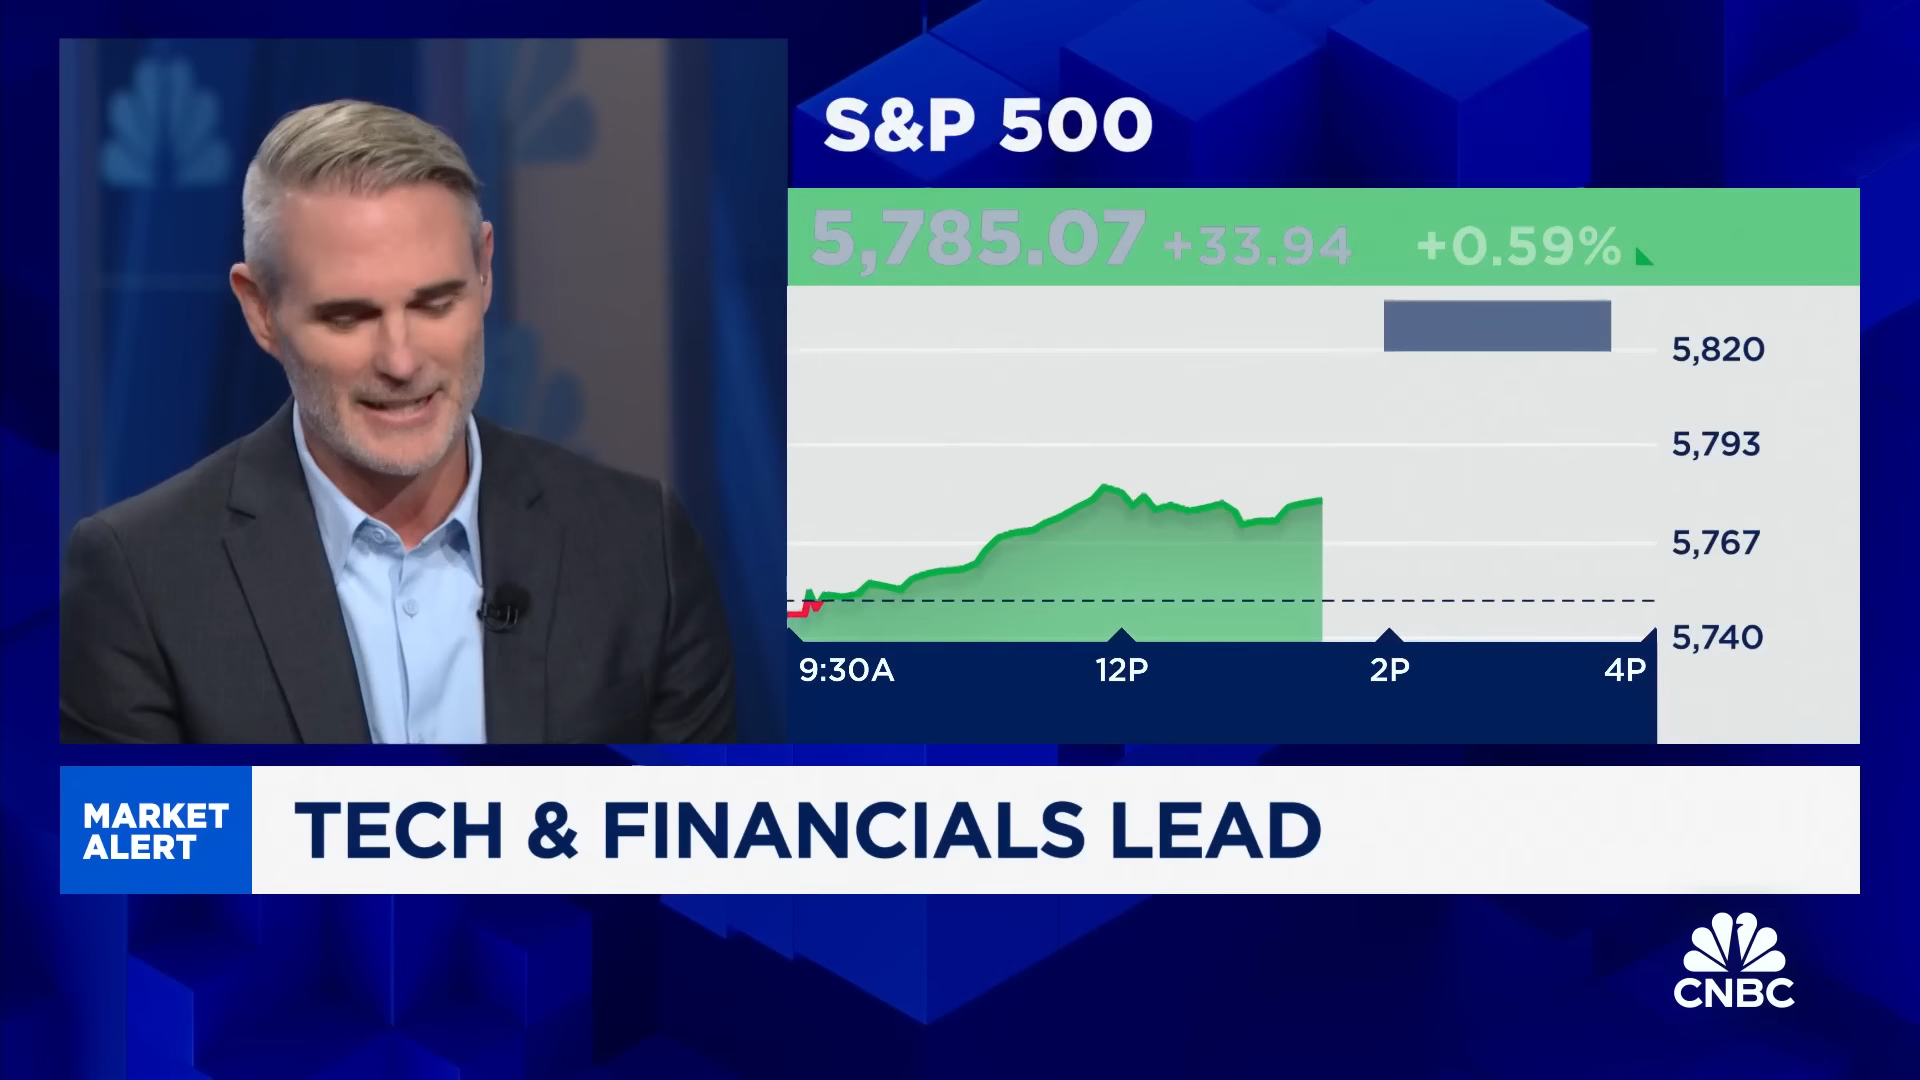 S&P 500
5,785.07 +33.94 +0.59%
5,820
5,793
5,767
5,740
9:30A 12P 2P 4P
MARKET
ALERT
TECH & FINANCIALS LEAD
CNBC